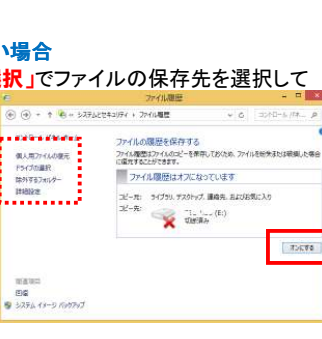 い場合
択」でファイルの保存先を選択して
ファイル履歴
システムとセキュリティ ファイル履歴
コントロール パネル...
ファイルの履歴を保存する
個人用ファイルの復元
ドライブの選択
除外するフォルダー
詳細設定
ファイル履歴はファイルのコピーを保存しておくため、ファイルを紛失または破損した場合
に復元することができます。
ファイル履歴はオフになっています
コピー元: ライブラリ、デスクトップ、連絡先、およびお気に入り
コピー先:
(E:)
切断済み
オンにする
関連項目
回復
システム イメージ バックアップ